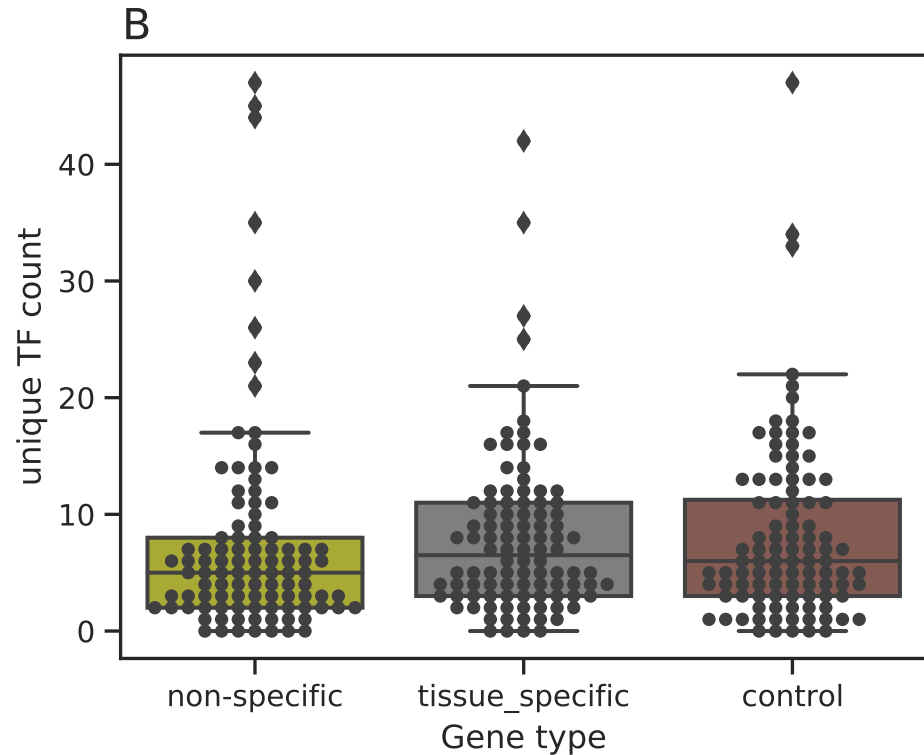 B
unique TF count
40
30
20
10
0
non-specific
tissue_specific
control
Gene type